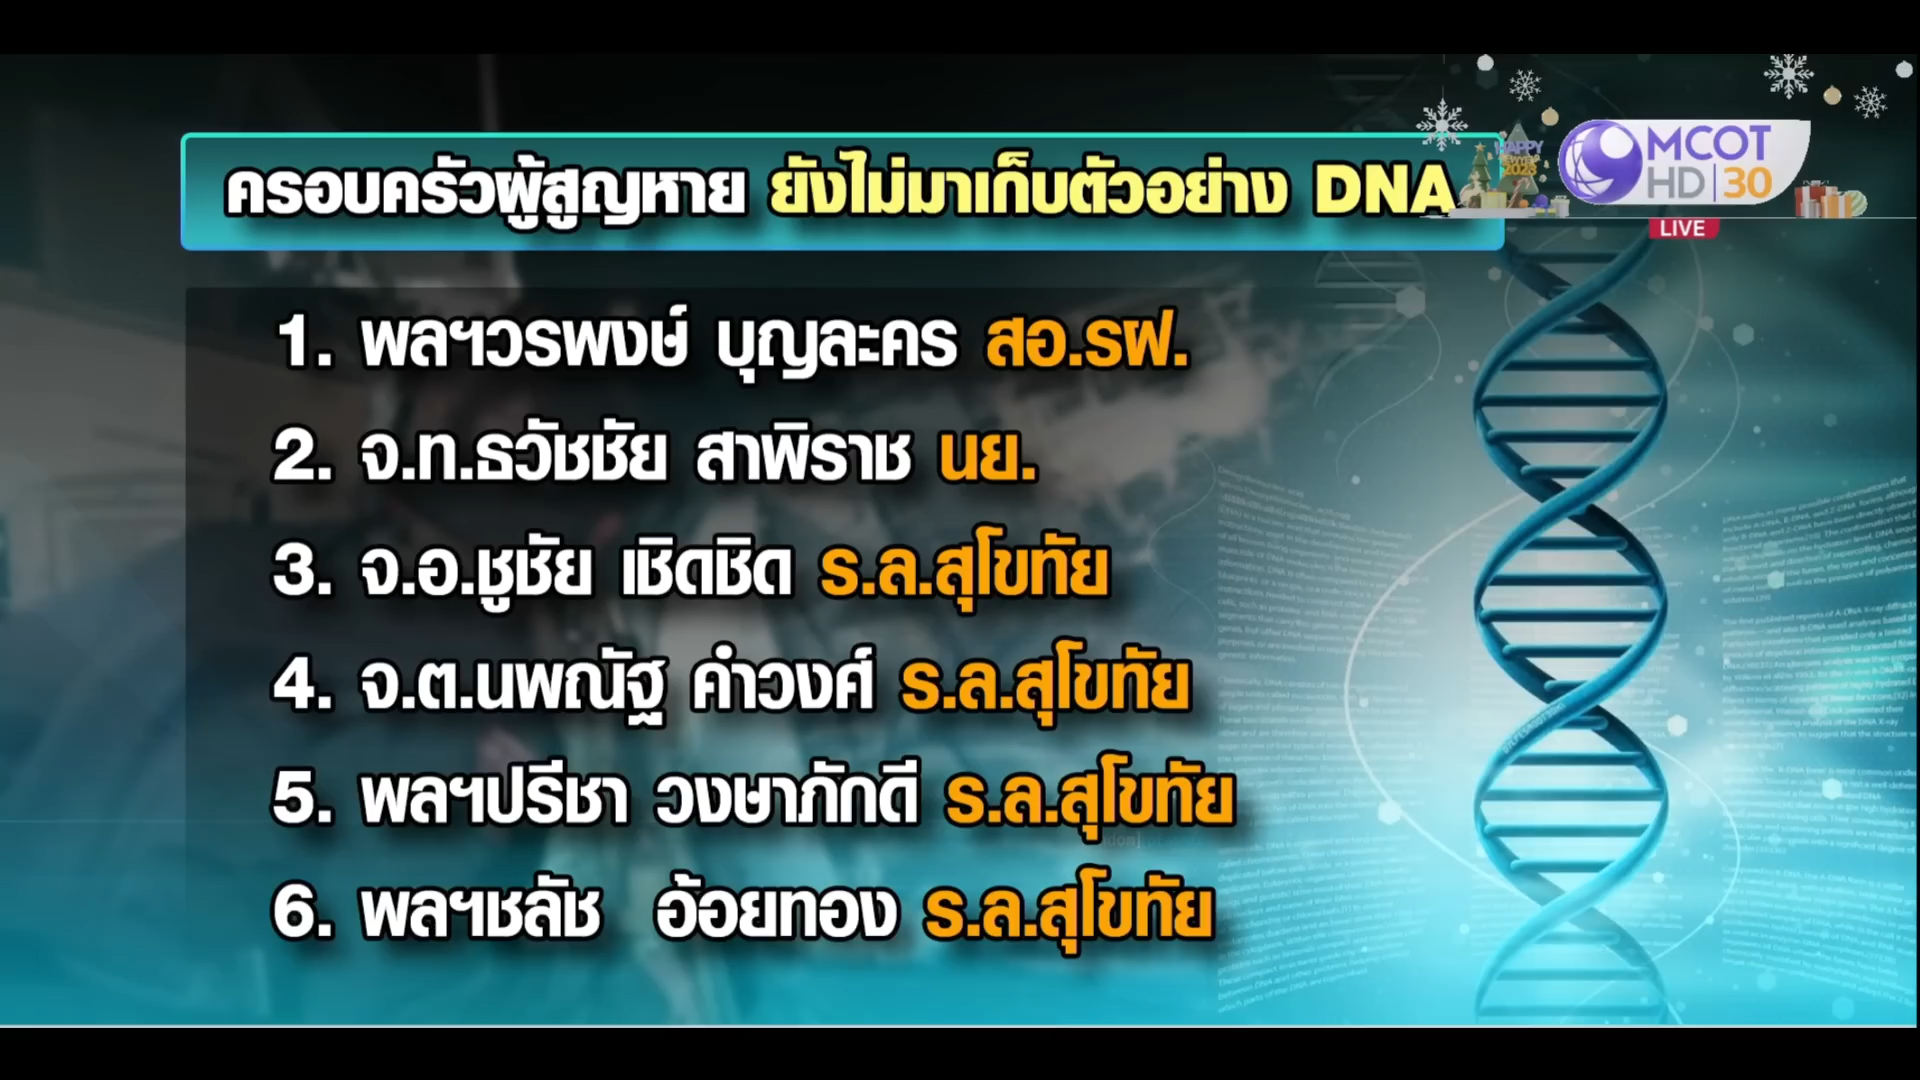 ครอบครัวผู้สูญหาย ยังไม่มาเก็บตัวอย่าง DNA
HAPPY
2023
MCOT
HD 30
LIVE
1. พลฯวรพงษ์ บุญละคร สอ.รฝ.
2. จ.ท.ธวัชชัย สาพิราช นย.
3. จ.อ.ชูชัย เชิดชิด ร.ล.สุโขทัย
4. จ.ต.นพณัฐ คำวงศ์ ร.ล.สุโขทัย
5. พลฯปรีชา วงษาภักดี ร.ล.สุโขทัย
6. พลฯชลัช อ้อยทอง ร.ล.สุโขทัย